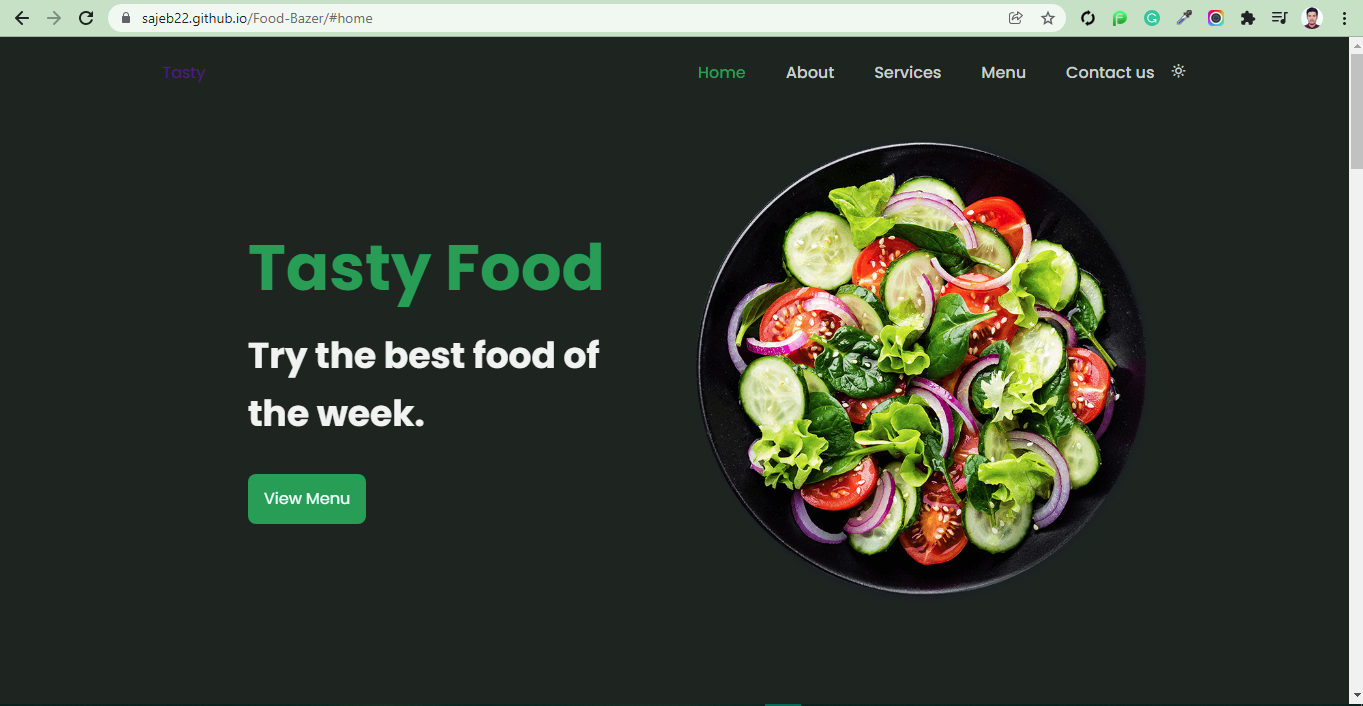 sajeb22.github.io/Food-Bazer/#home
Tasty
Home About Services Menu Contact us
Tasty Food
Try the best food of
the week.
View Menu